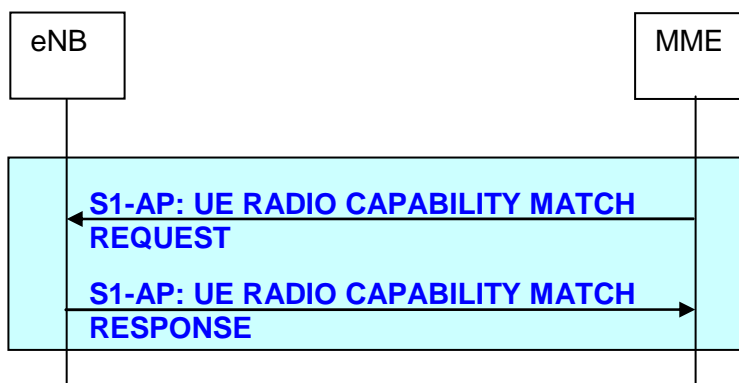 eNB
MME
S1-AP: UE RADIO CAPABILITY MATCH
REQUEST
S1-AP: UE RADIO CAPABILITY MATCH
RESPONSE